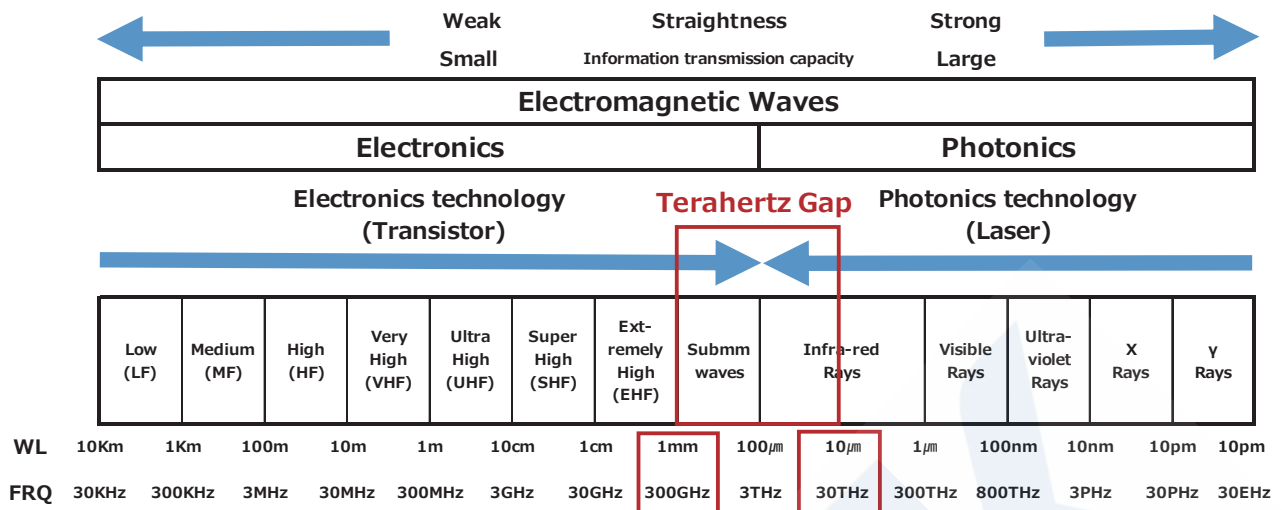 Weak Straightness Strong
Small Information transmission capacity Large
Electromagnetic Waves
Electronics Photonics
Electronics technology
(Transistor)
Terahertz Gap
Photonics technology
(Laser)
Low
(LF)
Medium
(MF)
High
(HF)
Very
High
(VHF)
Ultra
High
(UHF)
Super
High
(SHF)
Ext-
remely
High
(EHF)
Submm
waves
Infra-red
Rays
Visible
Rays
Ultra-
violet
Rays
X
Rays
γ
Rays
WL 10Km 1Km 100m 10m 1m 10cm 1cm 1mm 100㎛ 10㎛ 1㎛ 100nm 10nm 10pm 10pm
FRQ 30KHz 300KHz 3MHz 30MHz 300MHz 3GHz 30GHz 300GHz 3THz 30THz 300THz 800THz 3PHz 30PHz 30EHz